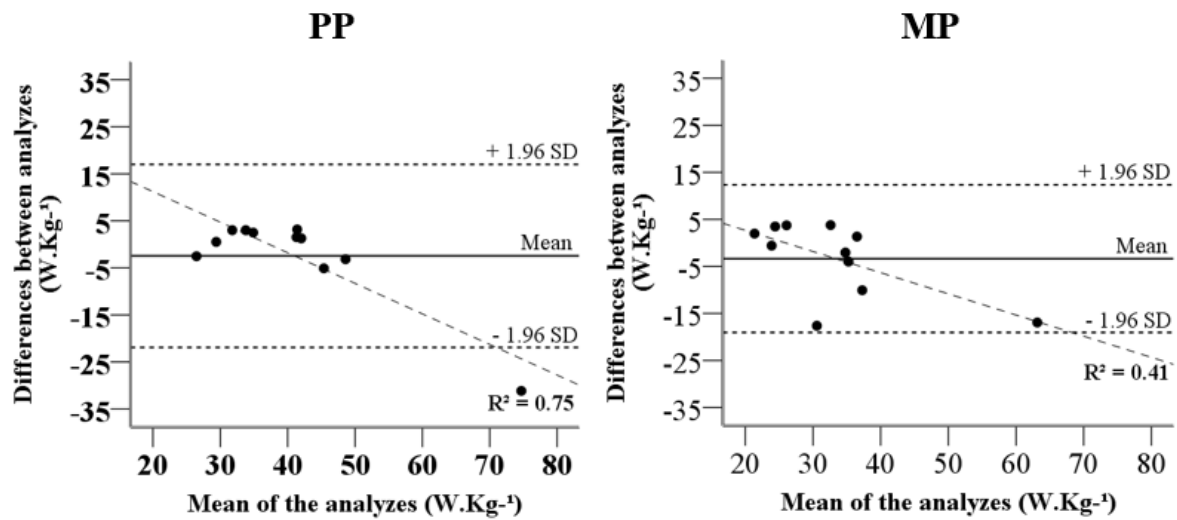 PP
Differences between analyzes
(W.Kg-¹)
35
25
15
5
-5
-15
-25
-35
+ 1.96 SD
Mean
- 1.96 SD
R² = 0.75
20 30 40 50 60 70 80
Mean of the analyzes (W.Kg-¹)
MP
Differences between analyzes
(W.Kg-¹)
35
25
15
5
-5
-15
-25
-35
+ 1.96 SD
Mean
- 1.96 SD
R² = 0.41
20 30 40 50 60 70 80
Mean of the analyzes (W.Kg-¹)